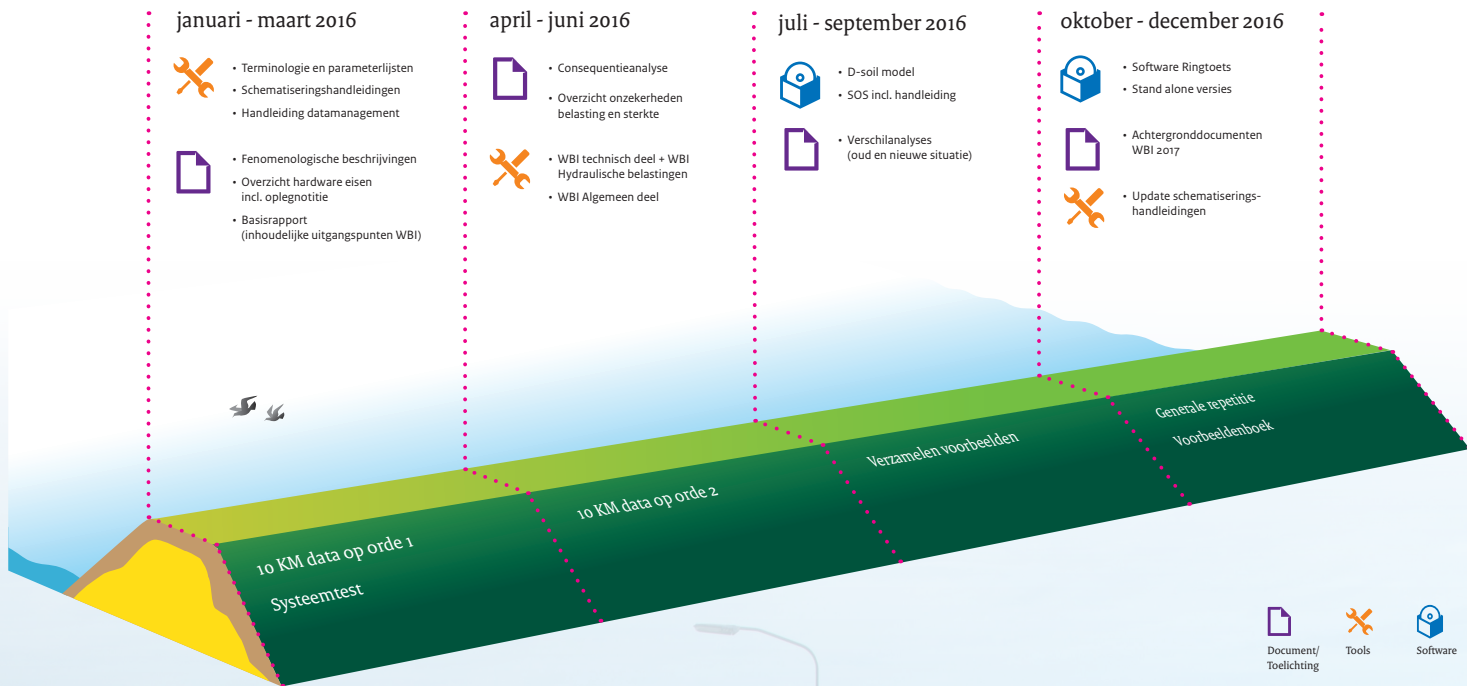 januari - maart 2016
• Terminologie en parameterlijsten
• Schematiseringshandleidingen
• Handleiding datamanagement
• Fenomenologische beschrijvingen
• Overzicht hardware eisen
incl. oplegnotitie
• Basisrapport
(inhoudelijke uitgangspunten WBI)
april - juni 2016
• Consequentieanalyse
• Overzicht onzekerheden
belasting en sterkte
• WBI technisch deel + WBI
Hydraulische belastingen
• WBI Algemeen deel
juli - september 2016
• D-soil model
• SOS incl. handleiding
• Verschilanalyses
(oud en nieuwe situatie)
oktober - december 2016
• Software Ringtoets
• Stand alone versies
• Achtergronddocumenten
WBI 2017
• Update schematiserings-
handleidingen
10 KM data op orde 1
Systeemtest
10 KM data op orde 2
Verzamelen voorbeelden
Generale repetitie
Voorbeeldenboek
Document/
Toelichting
Tools
Software